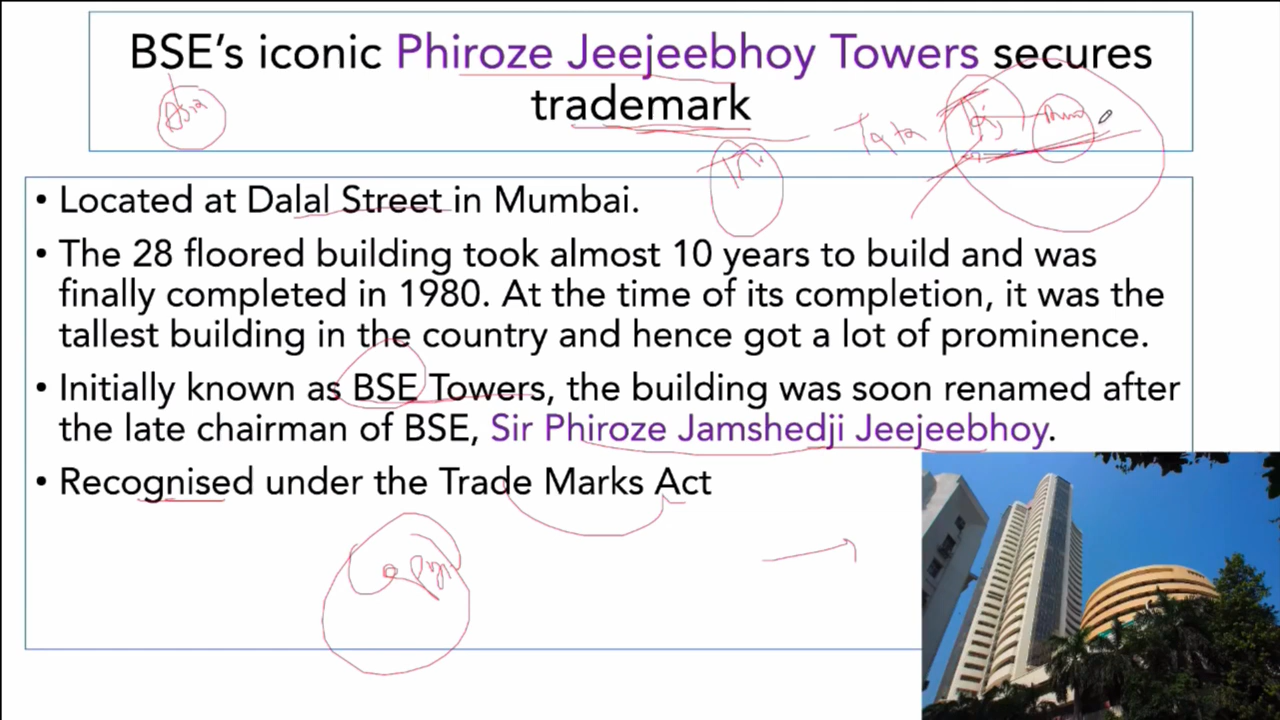 BSE’s iconic Phiroze Jeejeebhoy Towers secures
trademark
Asia
Tata Taj
• Located at Dalal Street in Mumbai.
• The 28 floored building took almost 10 years to build and was
finally completed in 1980. At the time of its completion, it was the
tallest building in the country and hence got a lot of prominence.
• Initially known as BSE Towers, the building was soon renamed after
the late chairman of BSE, Sir Phiroze Jamshedji Jeejeebhoy.
• Recognised under the Trade Marks Act